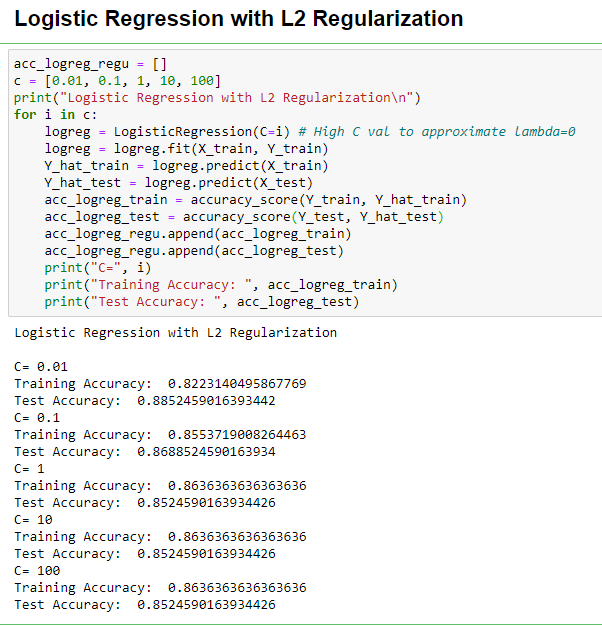 Logistic Regression with L2 Regularization
acc_logreg_regu = []
c = [0.01, 0.1, 1, 10, 100]
print("Logistic Regression with L2 Regularization\n")
for i in c:
    logreg = LogisticRegression(C=i) # High C val to approximate lambda=0
    logreg = logreg.fit(X_train, Y_train)
    Y_hat_train = logreg.predict(X_train)
    Y_hat_test = logreg.predict(X_test)
    acc_logreg_train = accuracy_score(Y_train, Y_hat_train)
    acc_logreg_test = accuracy_score(Y_test, Y_hat_test)
    acc_logreg_regu.append(acc_logreg_train)
    acc_logreg_regu.append(acc_logreg_test)
    print("C=", i)
    print("Training Accuracy: ", acc_logreg_train)
    print("Test Accuracy: ", acc_logreg_test)
Logistic Regression with L2 Regularization
C= 0.01
Training Accuracy:  0.8223140495867769
Test Accuracy:  0.8852459016393442
C= 0.1
Training Accuracy:  0.8553719008264463
Test Accuracy:  0.8688524590163934
C= 1
Training Accuracy:  0.8636363636363636
Test Accuracy:  0.8524590163934426
C= 10
Training Accuracy:  0.8636363636363636
Test Accuracy:  0.8524590163934426
C= 100
Training Accuracy:  0.8636363636363636
Test Accuracy:  0.8524590163934426